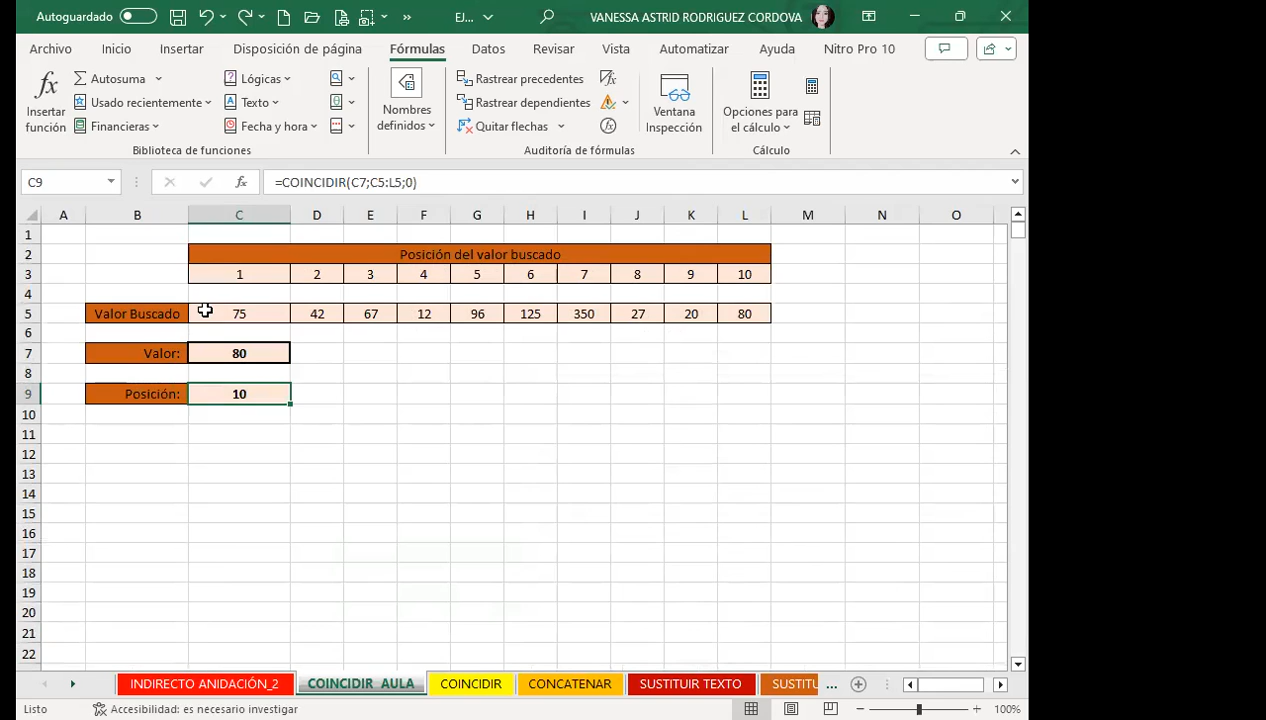 Autoguardado
EJ...
VANESSA ASTRID RODRIGUEZ CORDOVA
Archivo Inicio Insertar Disposición de página Fórmulas Datos Revisar Vista Automatizar Ayuda Nitro Pro 10
fx Autosuma Lógicas Rastrear precedentes
Insertar función Usado recientemente Texto Nombres definidos Rastrear dependientes Ventana Inspección Opciones para el cálculo
Financieras Fecha y hora Quitar flechas
Biblioteca de funciones Auditoría de fórmulas Cálculo
C9 fx =COINCIDIR(C7;C5:L5;0)
A B C D E F G H I J K L M N O
1
2 Posición del valor buscado
3 1 2 3 4 5 6 7 8 9 10
4
5 Valor Buscado 75 42 67 12 96 125 350 27 20 80
6
7 Valor: 80
8
9 Posición: 10
10
11
12
13
14
15
16
17
18
19
20
21
22
INDIRECTO ANIDACIÓN_2 COINCIDIR_AULA COINCIDIR CONCATENAR SUSTITUIR TEXTO SUSTITU ...
Listo Accesibilidad: es necesario investigar 100%